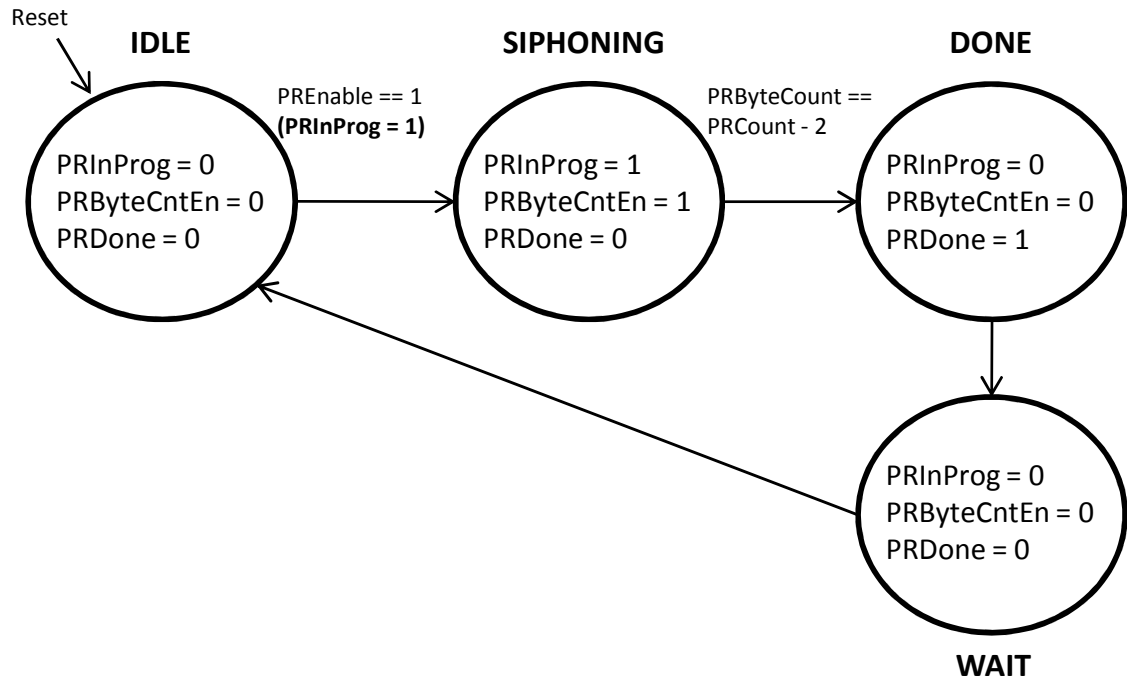 Reset
IDLE
SIPHONING
DONE
PREnable == 1
(PRInProg = 1)
PRByteCount ==
PRCount - 2
PRInProg = 0
PRByteCntEn = 0
PRDone = 0
PRInProg = 1
PRByteCntEn = 1
PRDone = 0
PRInProg = 0
PRByteCntEn = 0
PRDone = 1
PRInProg = 0
PRByteCntEn = 0
PRDone = 0
WAIT